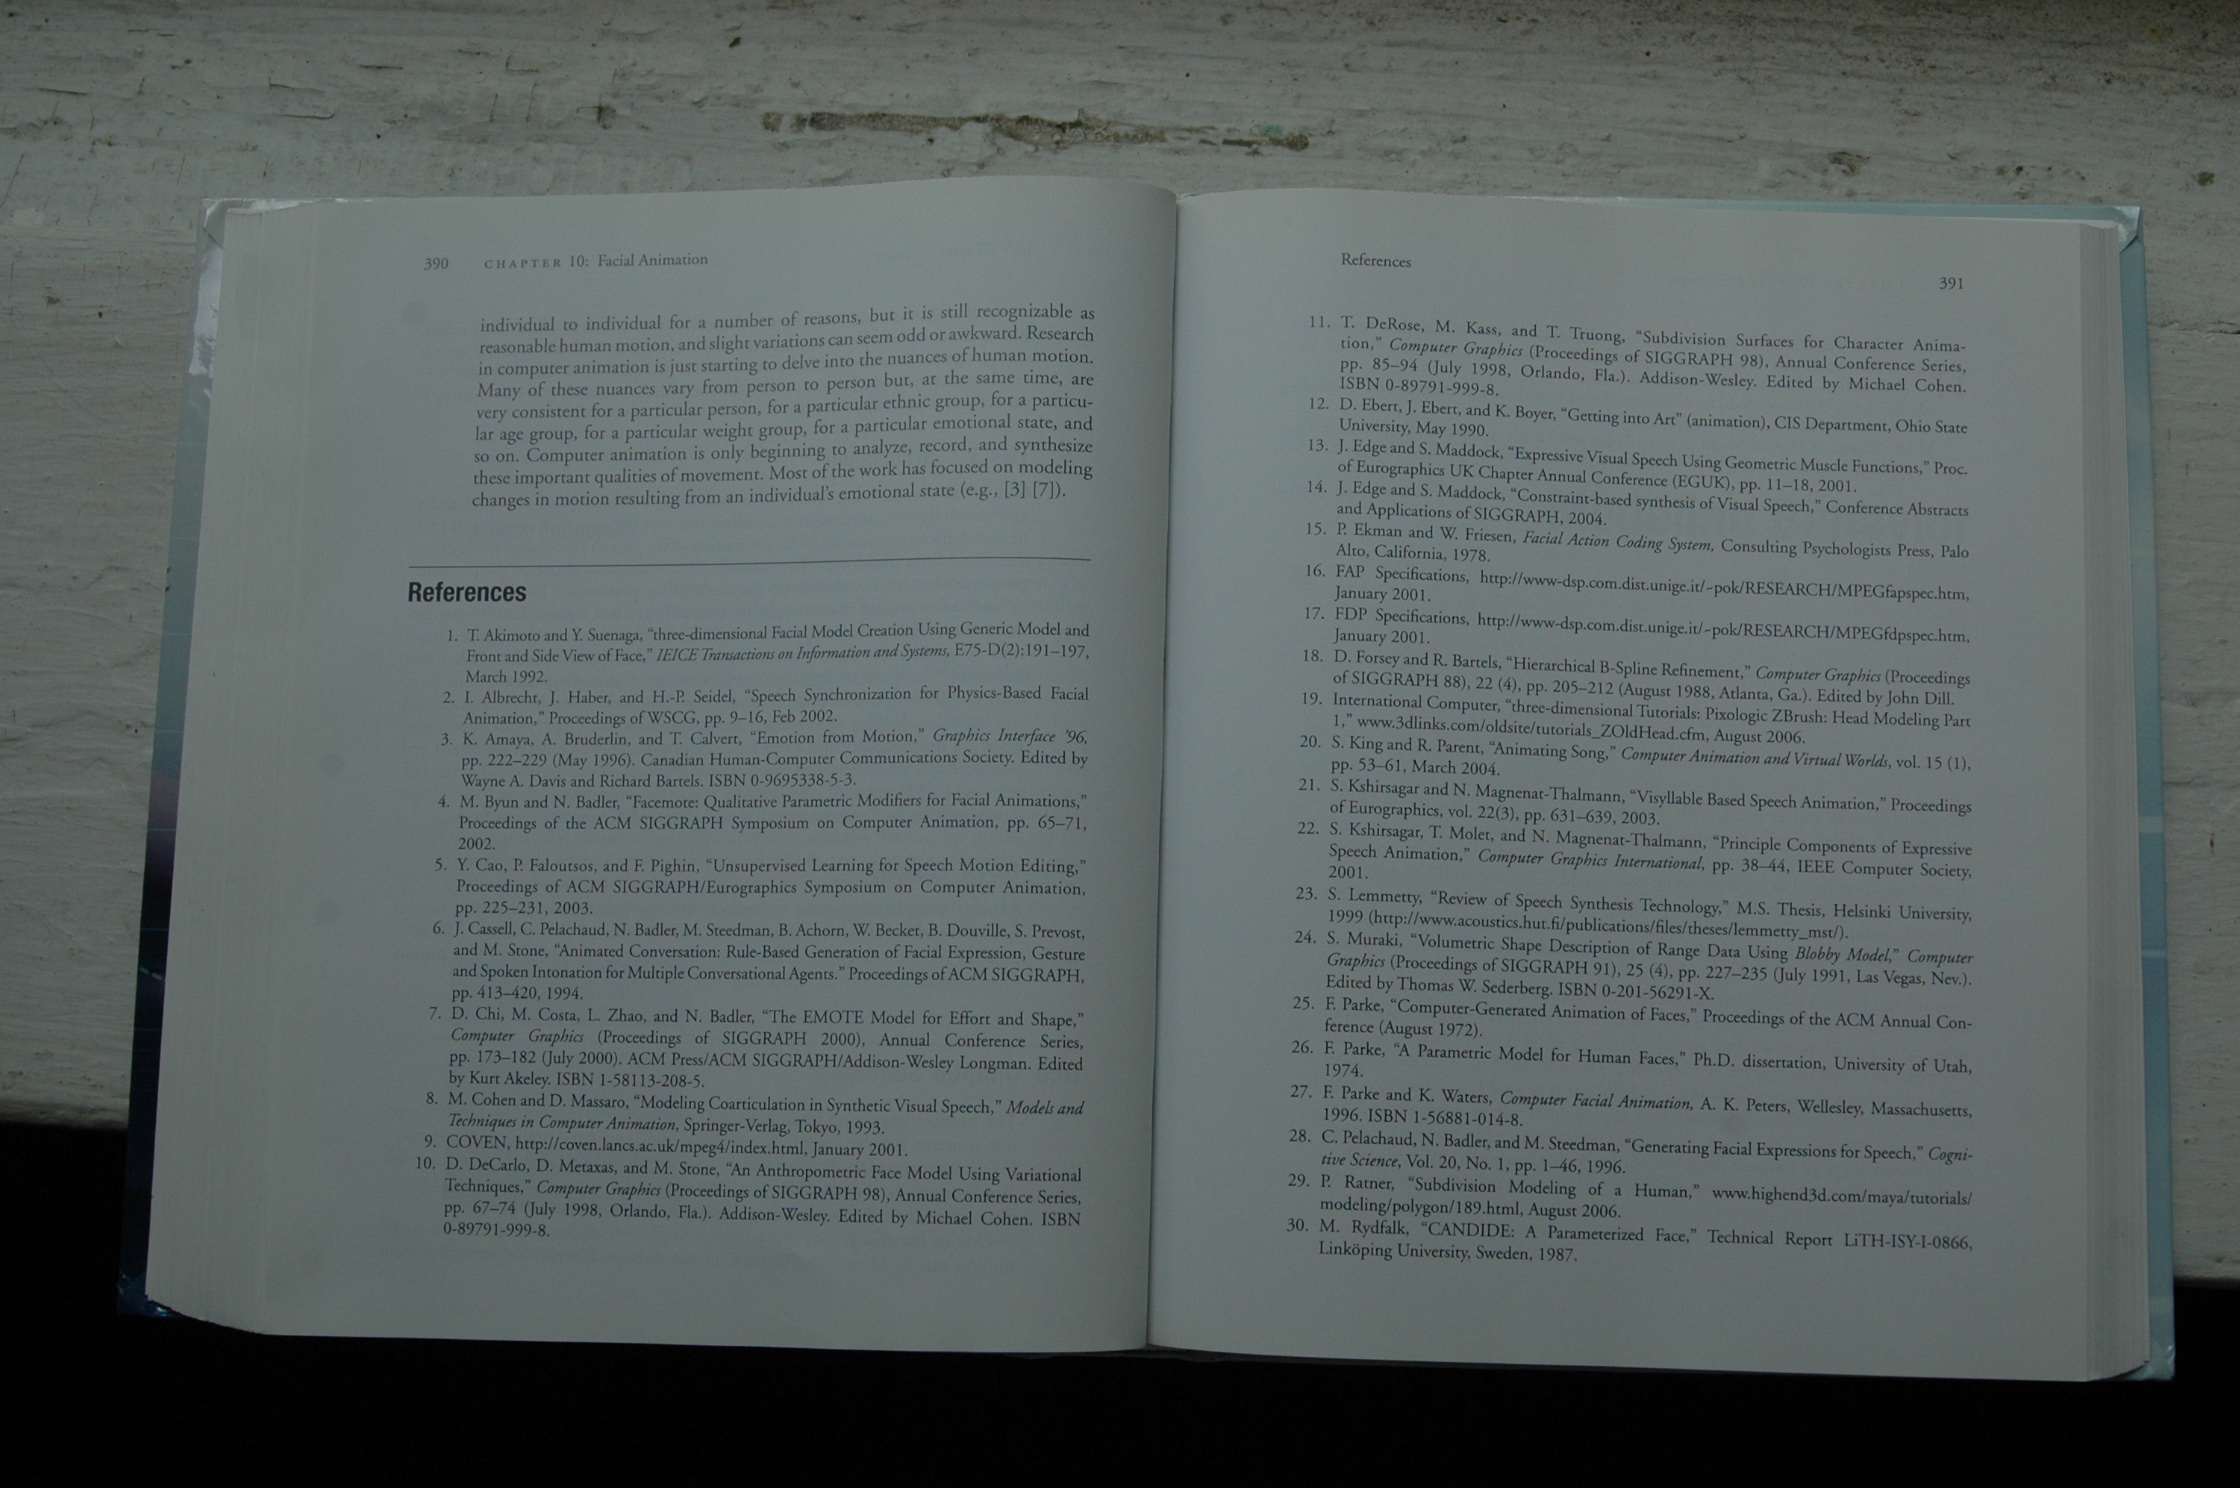 390 CHAPTER 10: Facial Animation
individual to individual for a number of reasons, but it is still recognizable as
reasonable human motion, and slight variations can seem odd or awkward. Research
in computer animation is just starting to delve into the nuances of human motion.
Many of these nuances vary from person to person but, at the same time, are
very consistent for a particular person, for a particular ethnic group, for a particu-
lar age group, for a particular weight group, for a particular emotional state, and
so on. Computer animation is only beginning to analyze, record, and synthesize
these important qualities of movement. Most of the work has focused on modeling
changes in motion resulting from an individual's emotional state (e.g., [3] [7]).
References
1. T. Akimoto and Y. Suenaga, “three-dimensional Facial Model Creation Using Generic Model and
Front and Side View of Face,” IEICE Transactions on Information and Systems, E75-D(2):191–197,
March 1992.
2. I. Albrecht, J. Haber, and H.-P. Seidel, “Speech Synchronization for Physics-Based Facial
Animation,” Proceedings of WSCG, pp. 9–16, Feb 2002.
3. K. Amaya, A. Bruderlin, and T. Calvert, “Emotion from Motion,” Graphics Interface '96,
pp. 222–229 (May 1996). Canadian Human-Computer Communications Society. Edited by
Wayne A. Davis and Richard Bartels. ISBN 0-9695338-5-3.
4. M. Byun and N. Badler, “Facemote: Qualitative Parametric Modifiers for Facial Animations,”
Proceedings of the ACM SIGGRAPH Symposium on Computer Animation, pp. 65–71,
2002.
5. Y. Cao, P. Faloutsos, and F. Pighin, “Unsupervised Learning for Speech Motion Editing,”
Proceedings of ACM SIGGRAPH/Eurographics Symposium on Computer Animation,
pp. 225–231, 2003.
6. J. Cassell, C. Pelachaud, N. Badler, M. Steedman, B. Achorn, W. Becket, B. Douville, S. Prevost,
and M. Stone, “Animated Conversation: Rule-Based Generation of Facial Expression, Gesture
and Spoken Intonation for Multiple Conversational Agents.” Proceedings of ACM SIGGRAPH,
pp. 413–420, 1994.
7. D. Chi, M. Costa, L. Zhao, and N. Badler, “The EMOTE Model for Effort and Shape,”
Computer Graphics (Proceedings of SIGGRAPH 2000), Annual Conference Series,
pp. 173–182 (July 2000). ACM Press/ACM SIGGRAPH/Addison-Wesley Longman. Edited
by Kurt Akeley. ISBN 1-58113-208-5.
8. M. Cohen and D. Massaro, “Modeling Coarticulation in Synthetic Visual Speech,” Models and
Techniques in Computer Animation, Springer-Verlag, Tokyo, 1993.
9. COVEN, http://coven.lancs.ac.uk/mpeg4/index.html, January 2001.
10. D. DeCarlo, D. Metaxas, and M. Stone, “An Anthropometric Face Model Using Variational
Techniques,” Computer Graphics (Proceedings of SIGGRAPH 98), Annual Conference Series,
pp. 67–74 (July 1998, Orlando, Fla.). Addison-Wesley. Edited by Michael Cohen. ISBN
0-89791-999-8.
References
391
11. T. DeRose, M. Kass, and T. Truong, “Subdivision Surfaces for Character Anima-
tion,” Computer Graphics (Proceedings of SIGGRAPH 98), Annual Conference Series,
pp. 85–94 (July 1998, Orlando, Fla.). Addison-Wesley. Edited by Michael Cohen.
ISBN 0-89791-999-8.
12. D. Ebert, J. Ebert, and K. Boyer, “Getting into Art” (animation), CIS Department, Ohio State
University, May 1990.
13. J. Edge and S. Maddock, “Expressive Visual Speech Using Geometric Muscle Functions,” Proc.
of Eurographics UK Chapter Annual Conference (EGUK), pp. 11–18, 2001.
14. J. Edge and S. Maddock, “Constraint-based synthesis of Visual Speech,” Conference Abstracts
and Applications of SIGGRAPH, 2004.
15. P. Ekman and W. Friesen, Facial Action Coding System, Consulting Psychologists Press, Palo
Alto, California, 1978.
16. FAP Specifications, http://www-dsp.com.dist.unige.it/~pok/RESEARCH/MPEGfapspec.htm,
January 2001.
17. FDP Specifications, http://www-dsp.com.dist.unige.it/~pok/RESEARCH/MPEGfdpspec.htm,
January 2001.
18. D. Forsey and R. Bartels, “Hierarchical B-Spline Refinement,” Computer Graphics (Proceedings
of SIGGRAPH 88), 22 (4), pp. 205–212 (August 1988, Atlanta, Ga.). Edited by John Dill.
19. International Computer, “three-dimensional Tutorials: Pixologic ZBrush: Head Modeling Part
1,” www.3dlinks.com/oldsite/tutorials_ZOldHead.cfm, August 2006.
20. S. King and R. Parent, “Animating Song,” Computer Animation and Virtual Worlds, vol. 15 (1),
pp. 53–61, March 2004.
21. S. Kshirsagar and N. Magnenat-Thalmann, “Visyllable Based Speech Animation,” Proceedings
of Eurographics, vol. 22(3), pp. 631–639, 2003.
22. S. Kshirsagar, T. Molet, and N. Magnenat-Thalmann, “Principle Components of Expressive
Speech Animation,” Computer Graphics International, pp. 38–44, IEEE Computer Society,
2001.
23. S. Lemmetty, “Review of Speech Synthesis Technology,” M.S. Thesis, Helsinki University,
1999 (http://www.acoustics.hut.fi/publications/files/theses/lemmetty_mst/).
24. S. Muraki, “Volumetric Shape Description of Range Data Using Blobby Model,” Computer
Graphics (Proceedings of SIGGRAPH 91), 25 (4), pp. 227–235 (July 1991, Las Vegas, Nev.).
Edited by Thomas W. Sederberg. ISBN 0-201-56291-X.
25. F. Parke, “Computer-Generated Animation of Faces,” Proceedings of the ACM Annual Con-
ference (August 1972).
26. F. Parke, “A Parametric Model for Human Faces,” Ph.D. dissertation, University of Utah,
1974.
27. F. Parke and K. Waters, Computer Facial Animation, A. K. Peters, Wellesley, Massachusetts,
1996. ISBN 1-56881-014-8.
28. C. Pelachaud, N. Badler, and M. Steedman, “Generating Facial Expressions for Speech,” Cogni-
tive Science, Vol. 20, No. 1, pp. 1–46, 1996.
29. P. Ratner, “Subdivision Modeling of a Human,” www.highend3d.com/maya/tutorials/
modeling/polygon/189.html, August 2006.
30. M. Rydfalk, “CANDIDE: A Parameterized Face,” Technical Report LiTH-ISY-I-0866,
Linköping University, Sweden, 1987.